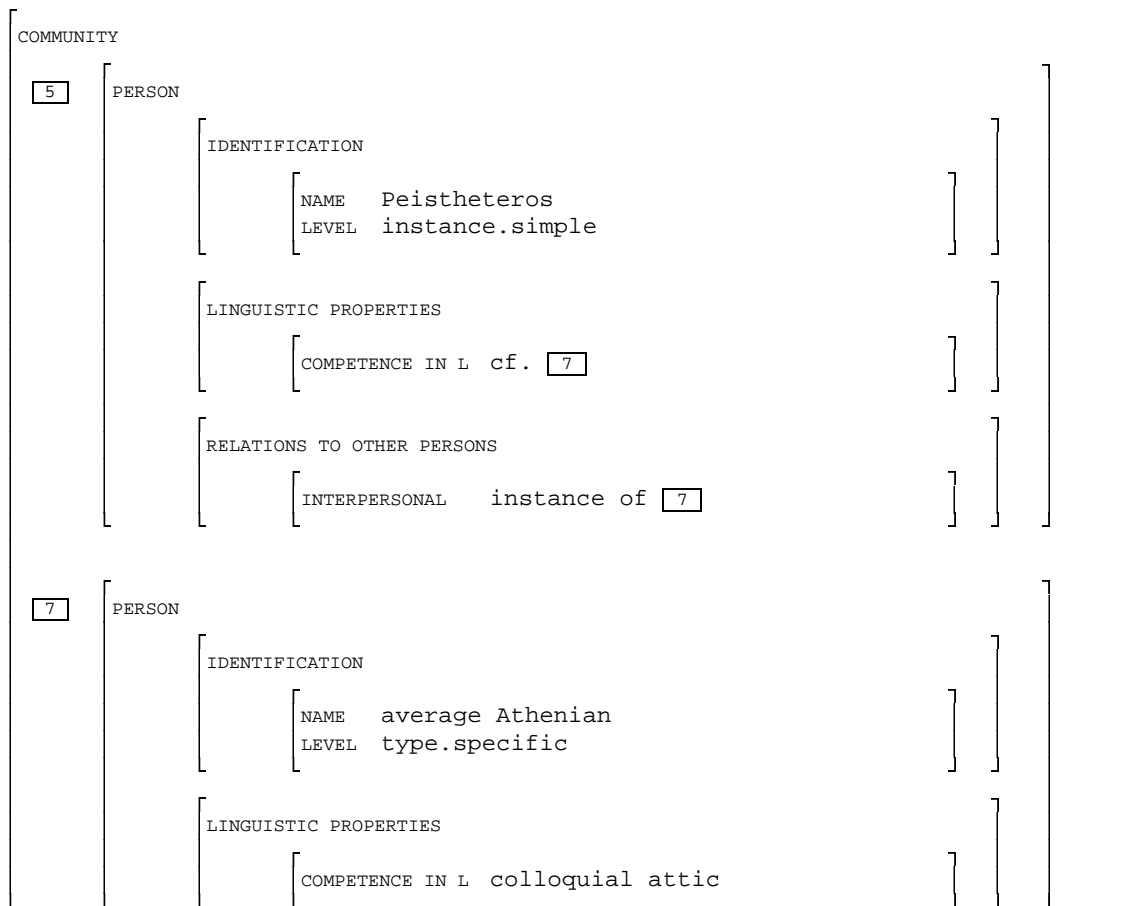 COMMUNITY
5 PERSON
IDENTIFICATION
NAME Peistheteros
LEVEL instance.simple
LINGUISTIC PROPERTIES
COMPETENCE IN L cf. 7
RELATIONS TO OTHER PERSONS
INTERPERSONAL instance of 7
7 PERSON
IDENTIFICATION
NAME average Athenian
LEVEL type.specific
LINGUISTIC PROPERTIES
COMPETENCE IN L colloquial attic